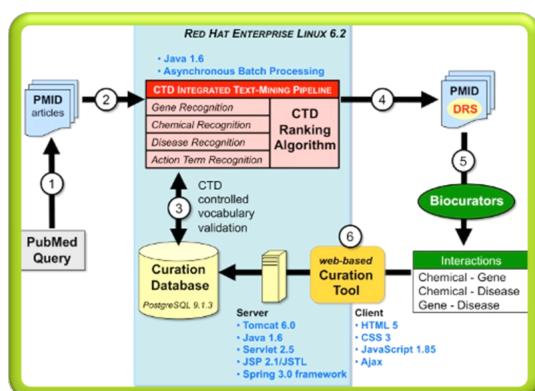 RED HAT ENTERPRISE LINUX 6.2
• Java 1.6
• Asynchronous Batch Processing
CTD INTEGRATED TEXT-MINING PIPELINE
Gene Recognition
Chemical Recognition
Disease Recognition
Action Term Recognition
CTD
Ranking
Algorithm
PMID
articles
2
4
PMID
DRS
1
5
3
CTD
controlled
vocabulary
validation
Biocurators
PubMed
Query
Curation
Database
PostgreSQL 9.1.3
6
web-based
Curation
Tool
Interactions
Chemical - Gene
Chemical - Disease
Gene - Disease
Server
• Tomcat 6.0
• Java 1.6
• Servlet 2.5
• JSP 2.1/JSTL
• Spring 3.0 framework
Client
• HTML 5
• CSS 3
• JavaScript 1.85
• Ajax